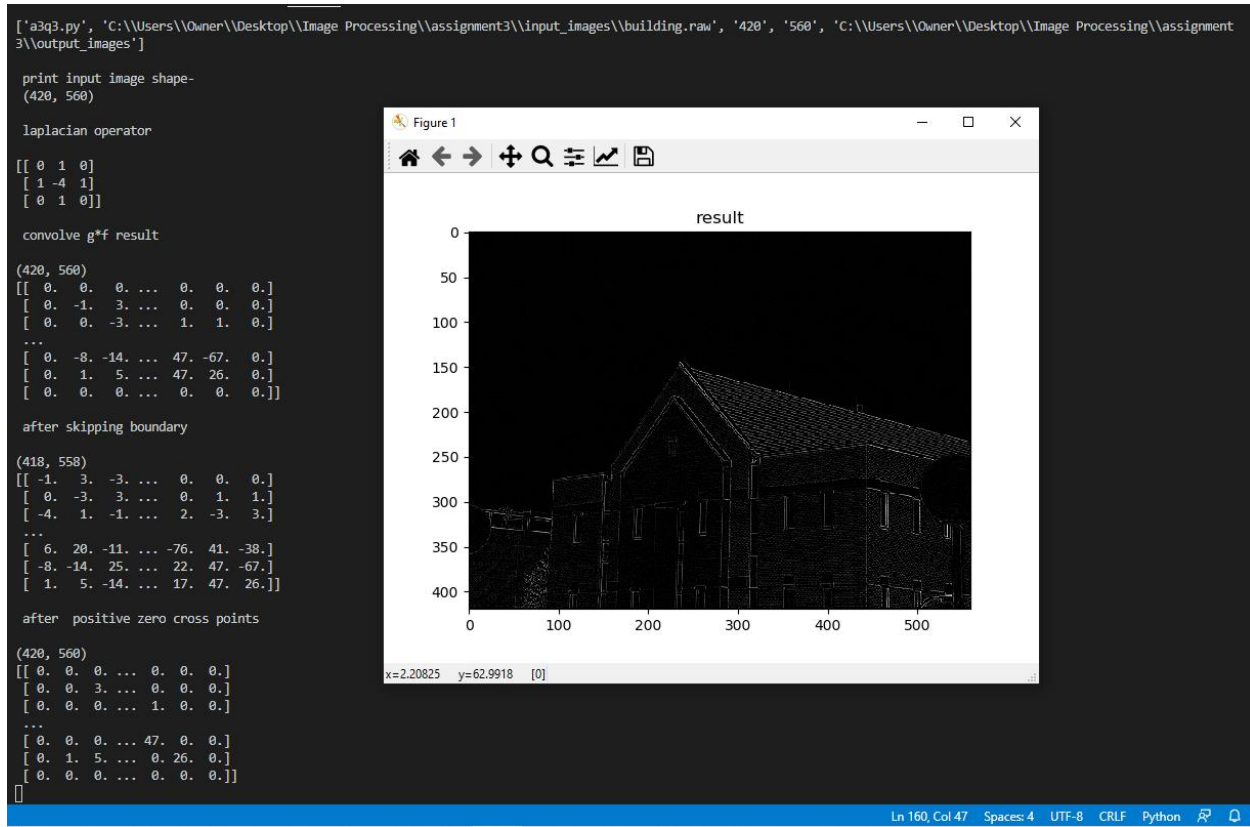 ['a3q3.py', 'C:\\Users\\Owner\\Desktop\\Image Processing\\assignment3\\input_images\\building.raw', '420', '560', 'C:\\Users\\Owner\\Desktop\\Image Processing\\assignment
3\\output_images']
print input image shape-
(420, 560)
laplacian operator
[[ 0  1  0]
 [ 1 -4  1]
 [ 0  1  0]]
convolve g*f result
(420, 560)
[[  0.   0.   0. ...   0.   0.   0.]
 [  0.  -1.   3. ...   0.   0.   0.]
 [  0.   0.  -3. ...   1.   1.   0.]
 ...
 [  0.  -8. -14. ...  47. -67.   0.]
 [  0.   1.   5. ...  47.  26.   0.]
 [  0.   0.   0. ...   0.   0.   0.]]
after skipping boundary
(418, 558)
[[ -1.   3.  -3. ...   0.   0.   0.]
 [  0.  -3.   3. ...   0.   1.   1.]
 [ -4.   1.  -1. ...   2.  -3.   3.]
 ...
 [  6.  20. -11. ... -76.  41. -38.]
 [ -8. -14.  25. ...  22.  47. -67.]
 [  1.   5. -14. ...  17.  47.  26.]]
after  positive zero cross points
(420, 560)
[[ 0.  0.  0. ...  0.  0.  0.]
 [ 0.  0.  3. ...  0.  0.  0.]
 [ 0.  0.  0. ...  1.  0.  0.]
 ...
 [ 0.  0.  0. ... 47.  0.  0.]
 [ 0.  1.  5. ...  0. 26.  0.]
 [ 0.  0.  0. ...  0.  0.  0.]]
Figure 1
result
0
50
100
150
200
250
300
350
400
0 100 200 300 400 500
x=2.20825 y=62.9918 [0]
Ln 160, Col 47 Spaces: 4 UTF-8 CRLF Python